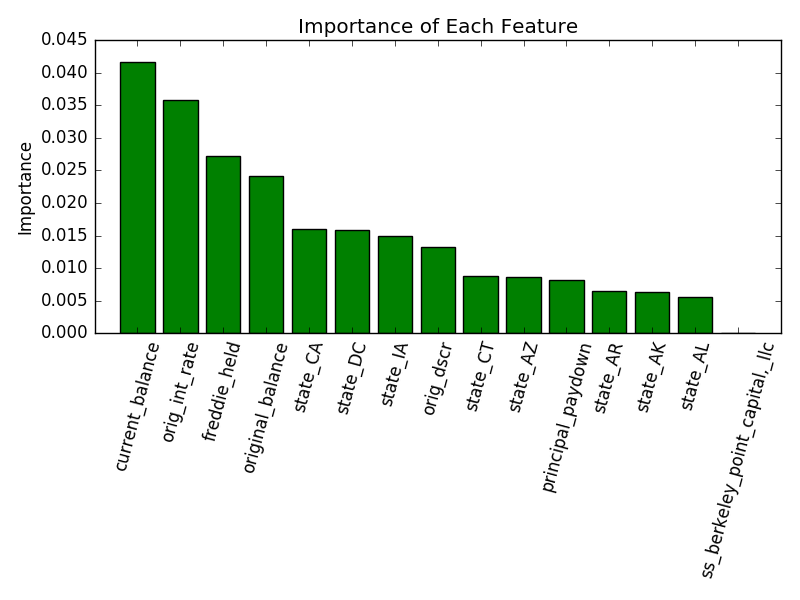 Importance of Each Feature
Importance
0.045
0.040
0.035
0.030
0.025
0.020
0.015
0.010
0.005
0.000
current_balance
orig_int_rate
freddie_held
original_balance
state_CA
state_DC
state_IA
orig_dscr
state_CT
state_AZ
principal_paydown
state_AR
state_AK
state_AL
ss_berkeley_point_capital,_llc